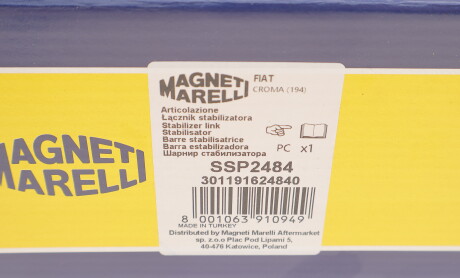 MAGNETI
MARELLI
MAGNETI
MARELLI
FIAT
CROMA (194)
Articolazione
Łącznik stabilizatora
Stabilizer link
Stabilisator
Barre stabilisatrice
Barra estabilizadora
Шарнир стабилизатора
PC x1
SSP2484
301191624840
8 001063 910949
MADE IN TURKEY
Distributed by Magneti Marelli Aftermarket
sp. z.o.o Plac Pod Lipami 5,
40-476 Katowice, Poland